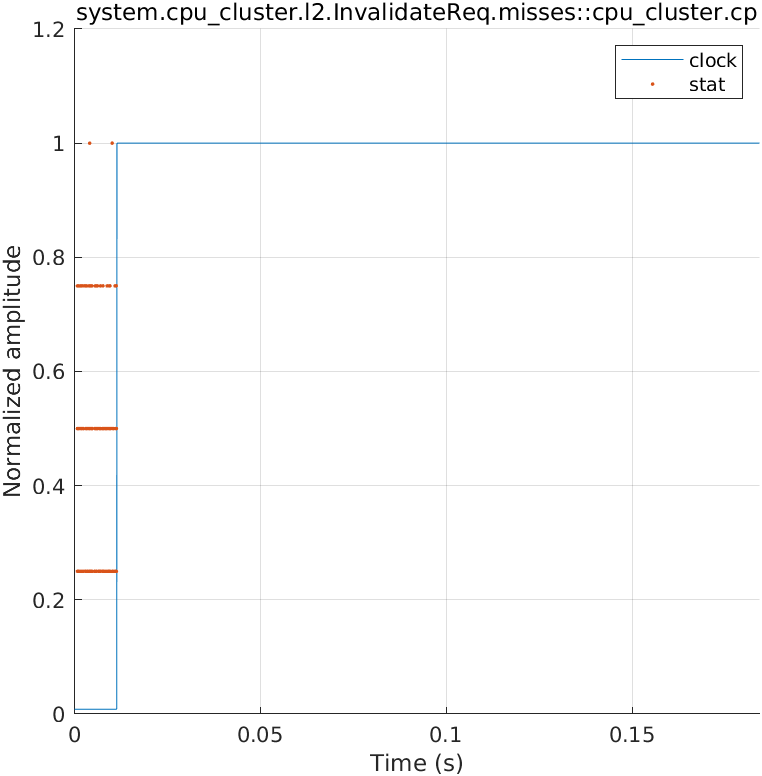 system.cpu_cluster.l2.InvalidateReq.misses::cpu_cluster.cp
1.2
1
0.8
0.6
0.4
0.2
0
Normalized amplitude
clock
stat
0 0.05 0.1 0.15
Time (s)